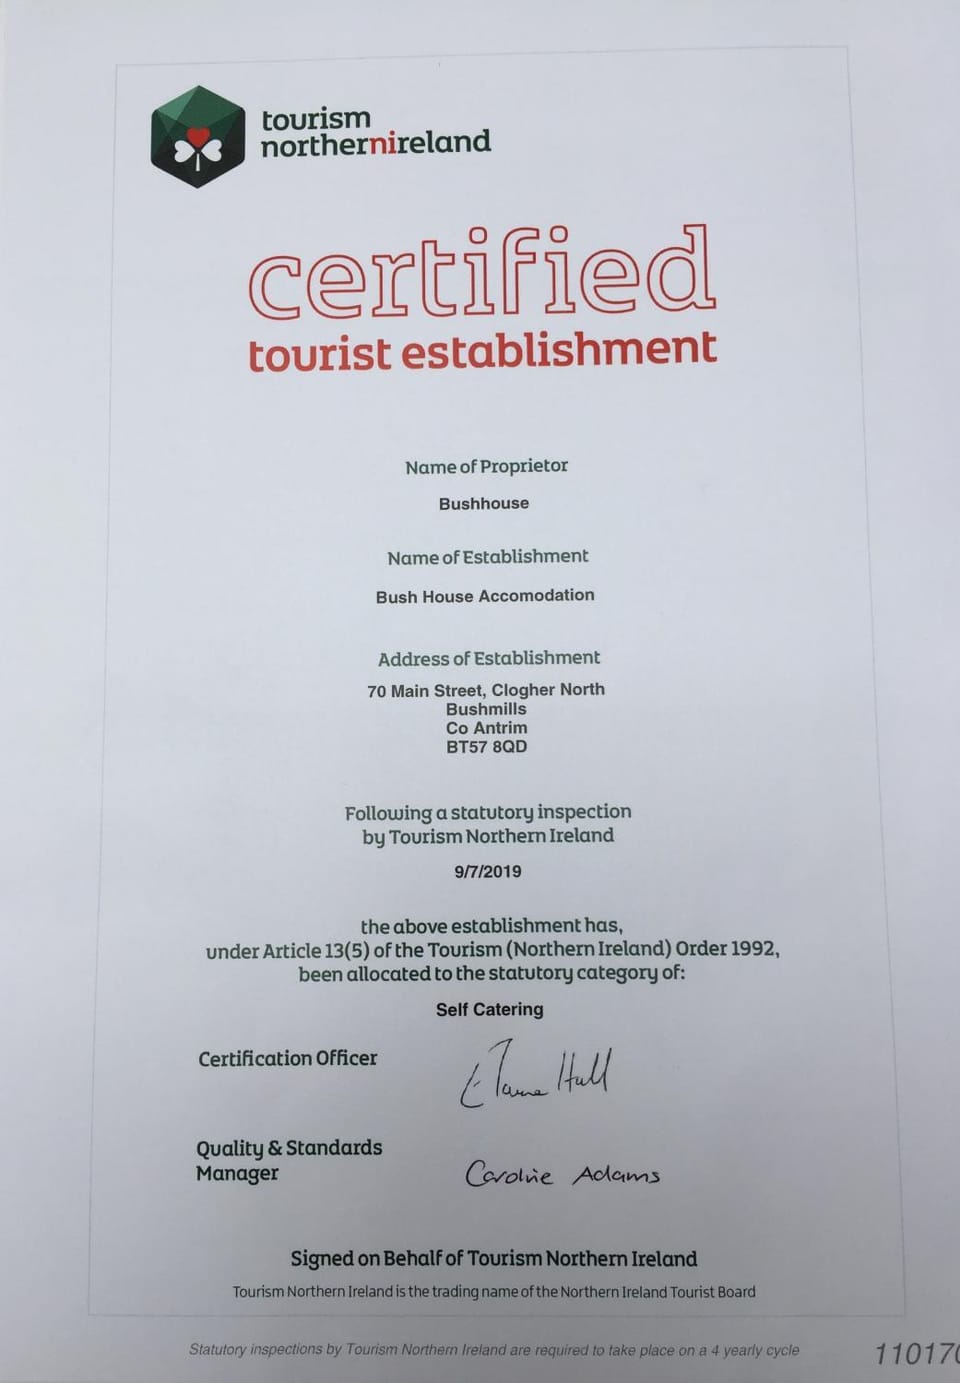 tourism
northernireland
certified
tourist establishment
Name of Proprietor
Bushhouse
Name of Establishment
Bush House Accomodation
Address of Establishment
70 Main Street, Clogher North
Bushmills
Co Antrim
BT57 8QD
Following a statutory inspection
by Tourism Northern Ireland
9/7/2019
the above establishment has,
under Article 13(5) of the Tourism (Northern Ireland) Order 1992,
been allocated to the statutory category of:
Self Catering
Certification Officer
Hull
Quality & Standards
Manager
Caroline Adams
Signed on Behalf of Tourism Northern Ireland
Tourism Northern Ireland is the trading name of the Northern Ireland Tourist Board
Statutory inspections by Tourism Northern Ireland are required to take place on a 4 yearly cycle